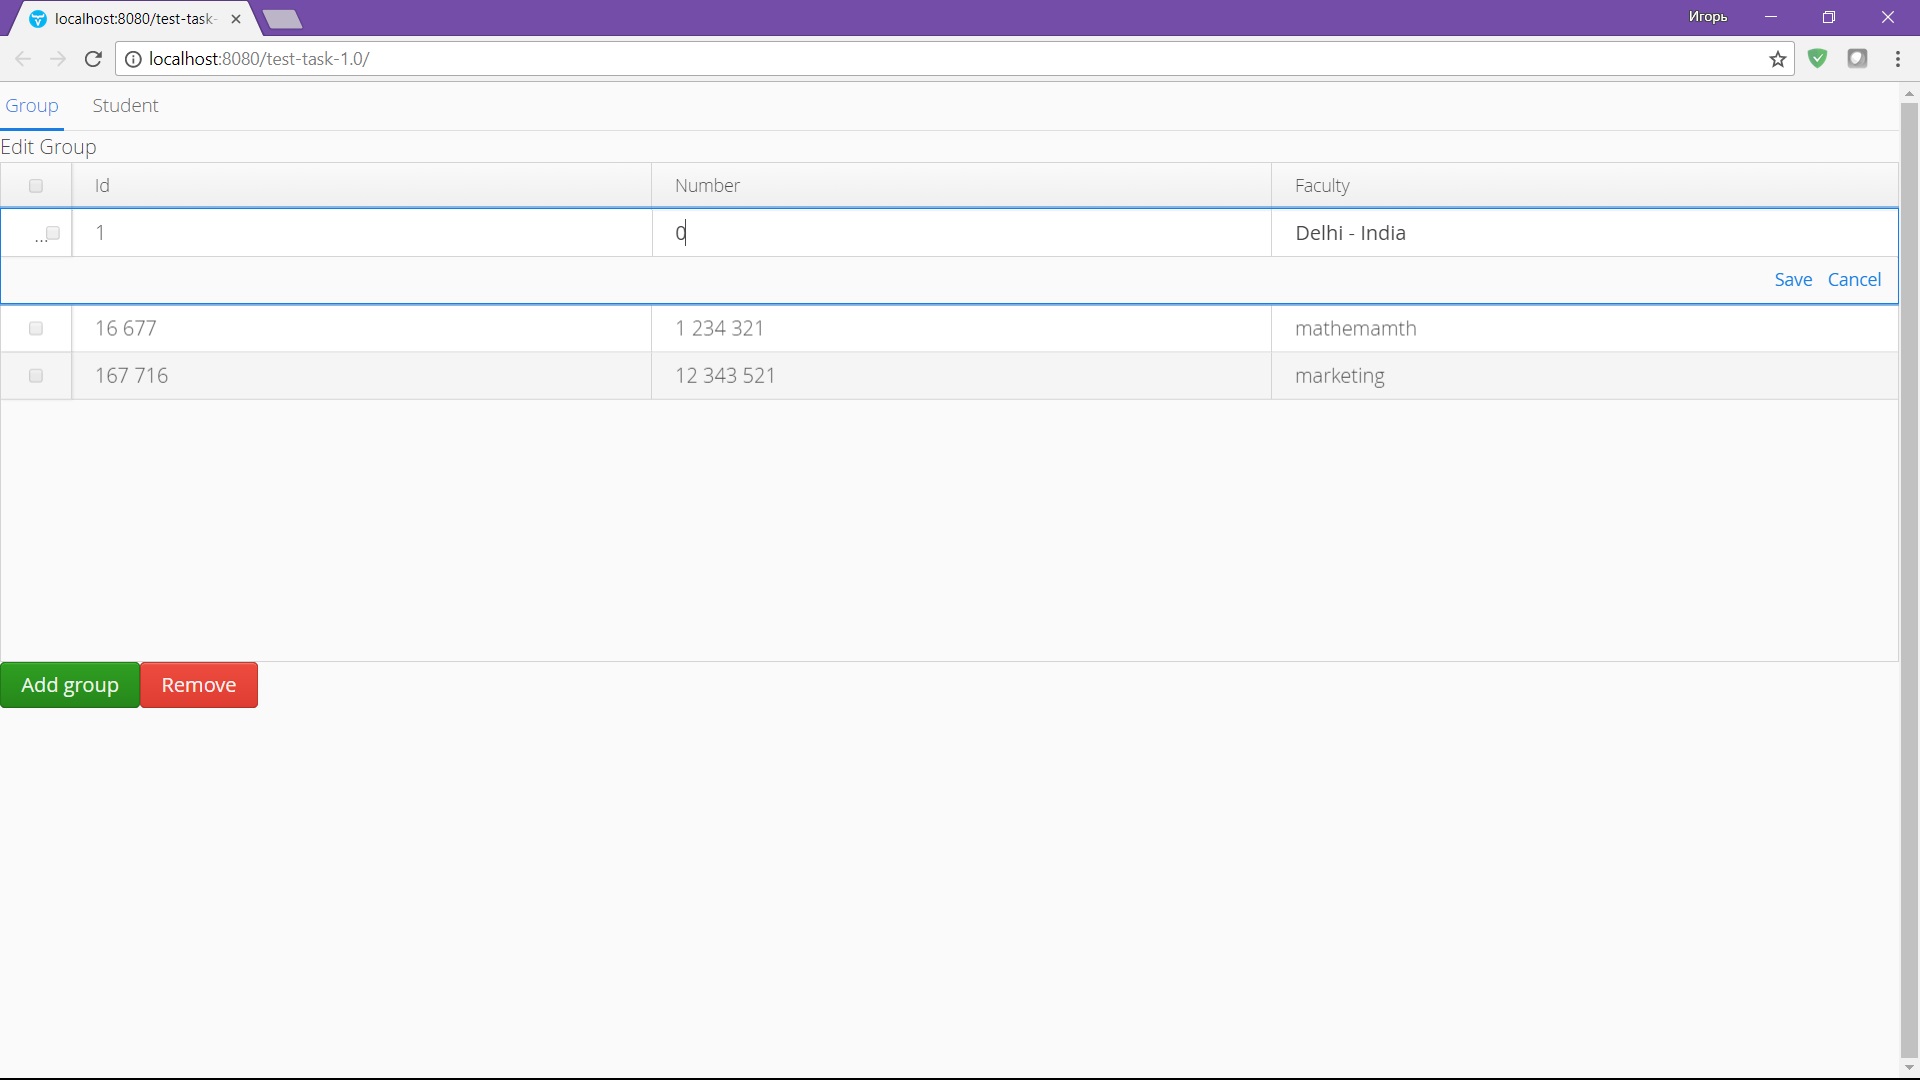 localhost:8080/test-task-
Игорь
localhost:8080/test-task-1.0/
Group Student
Edit Group
Id Number Faculty
... 1 0 Delhi - India
Save Cancel
16 677 1 234 321 mathemamth
167 716 12 343 521 marketing
Add group Remove